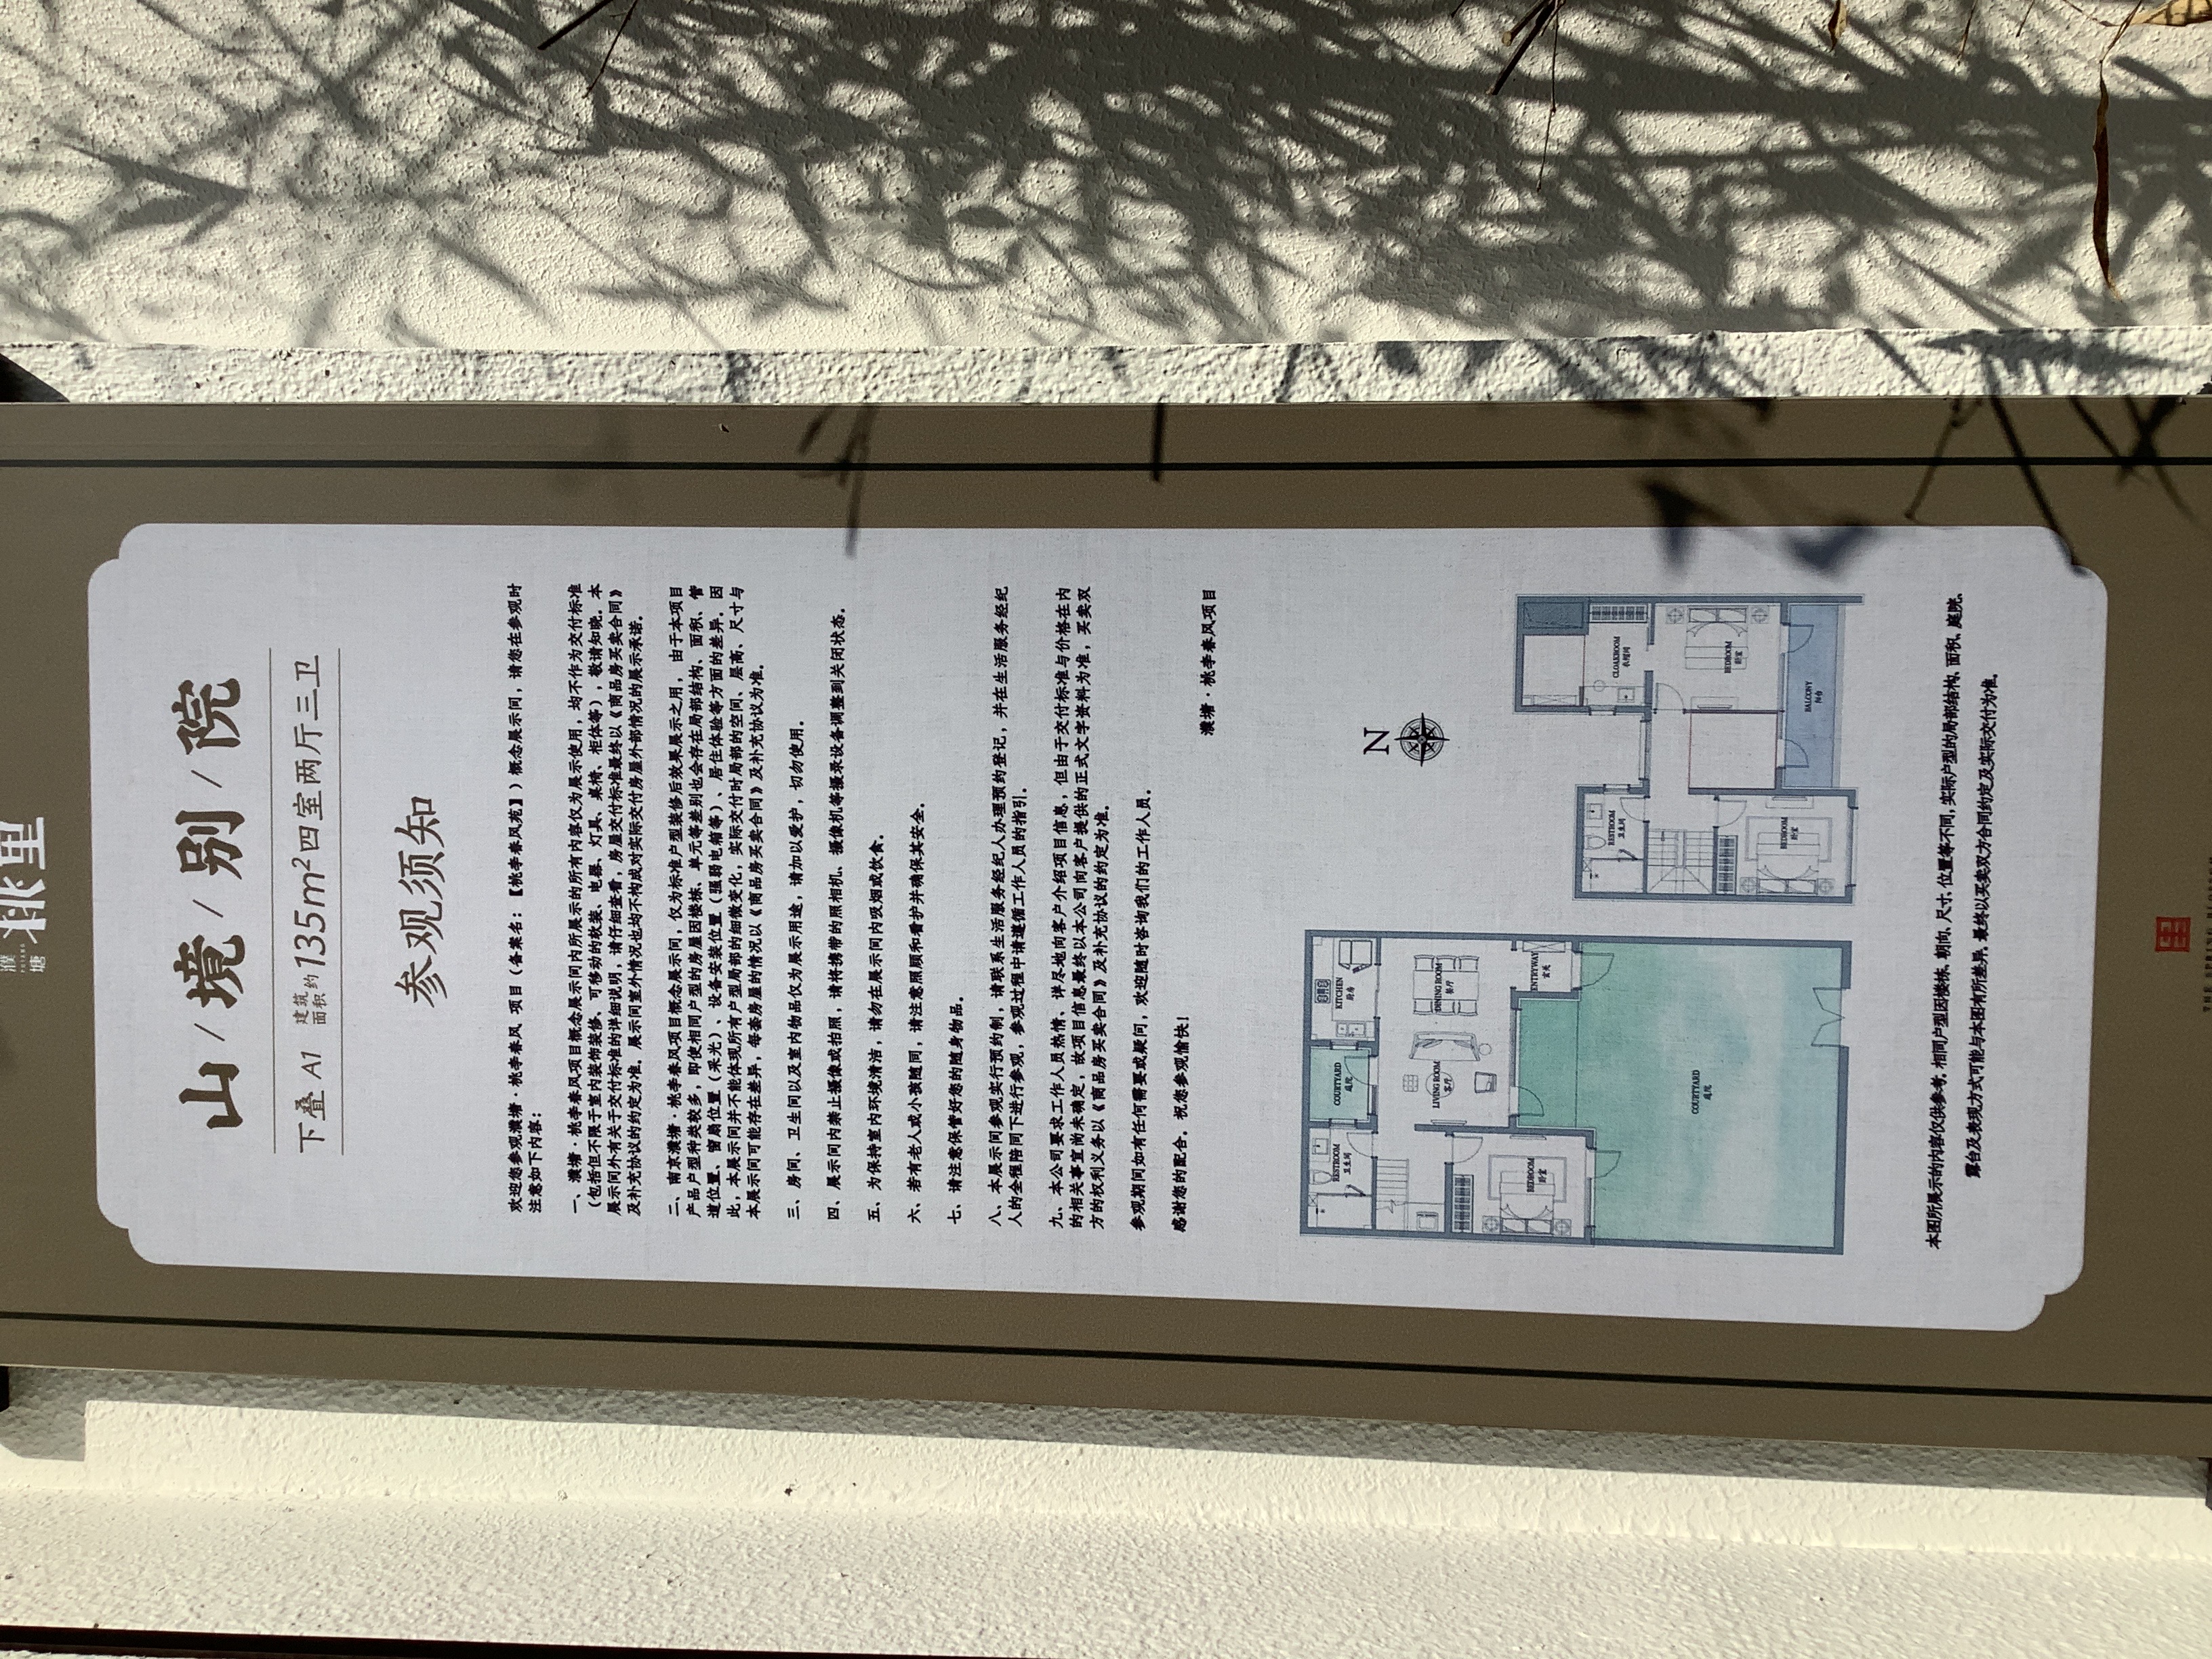 濮
PUTANG
塘
山/境/别/院
下叠 A1 建筑面积约135m²四室两厅三卫
参观须知
欢迎您参观濮塘·桃李春风 项目（备案名：【桃李春风苑】）概念展示间，请您在参观时
注意如下内容：
一、濮塘·桃李春风项目概念展示间内所展示的所有内容仅为展示使用，均不作为交付标准
（包括但不限于室内装饰装修、可移动的软装、电器、灯具、桌椅、柜体等），敬请知晓。本
展示间外有关于交付标准的详细说明，请仔细查看，房屋交付标准最终以《商品房买卖合同》
及补充协议的约定为准。展示间室外情况也均不构成对实际交付房屋外部情况的展示承诺。
二、南京濮塘·桃李春风项目概念展示间，仅为标准户型装修后效果展示之用， 由于本项目
产品户型种类较多，即使相同户型的房屋因楼栋、单元等差别也会存在局部结构、面积、管
道位置、窗扇位置（采光）、设备安装位置（强弱电箱等）、居住体验等方面的差异。因
此，本展示间并不能体现所有户型局部的细微变化，实际交付时局部的空间、层高、尺寸与
本展示间可能存在差异，每套房屋的情况以《商品房买卖合同》及补充协议为准。
三、房间、卫生间以及室内物品仅为展示用途，请加以爱护，切勿使用。
四、展示间内禁止摄像或拍照，请将携带的照相机、摄像机等摄录设备调整到关闭状态。
五、为保持室内环境清洁，请勿在展示间内吸烟或饮食。
六、若有老人或小孩随同，请注意照顾和看护并确保其安全。
七、请注意保管好您的随身物品。
八、本展示间参观实行预约制，请联系生活服务经纪人办理预约登记，并在生活服务经纪
人的全程陪同下进行参观，参观过程中请遵循工作人员的指引。
九、本公司要求工作人员热情、详尽地向客户介绍项目信息，但由于交付标准与价格在内
的相关事宜尚未确定，故项目信息最终以本公司向客户提供的正式文字资料为准，买卖双
方的权利义务以《商品房买卖合同》及补充协议的约定为准。
参观期间如有任何需要或疑问，欢迎随时咨询我们的工作人员。
感谢您的配合。祝您参观愉快！
濮塘·桃李春风项目
RESTROOM
卫生间
COURTYARD
庭院
KITCHEN
厨房
LIVING ROOM
客厅
DINING ROOM
餐厅
BEDROOM
卧室
ENTRYWAY
玄关
COURTYARD
庭院
N
RESTROOM
卫生间
CLOAKROOM
衣帽间
BEDROOM
卧室
BEDROOM
卧室
BALCONY
阳台
本图所展示的内容仅供参考。相同户型因楼栋、朝向、尺寸、位置等不同，实际户型的局部结构、面积、庭院、
露台及表现方式可能与本图有所差异。最终以买卖双方合同约定及实际交付为准。
THE SPRING BLOSSOM